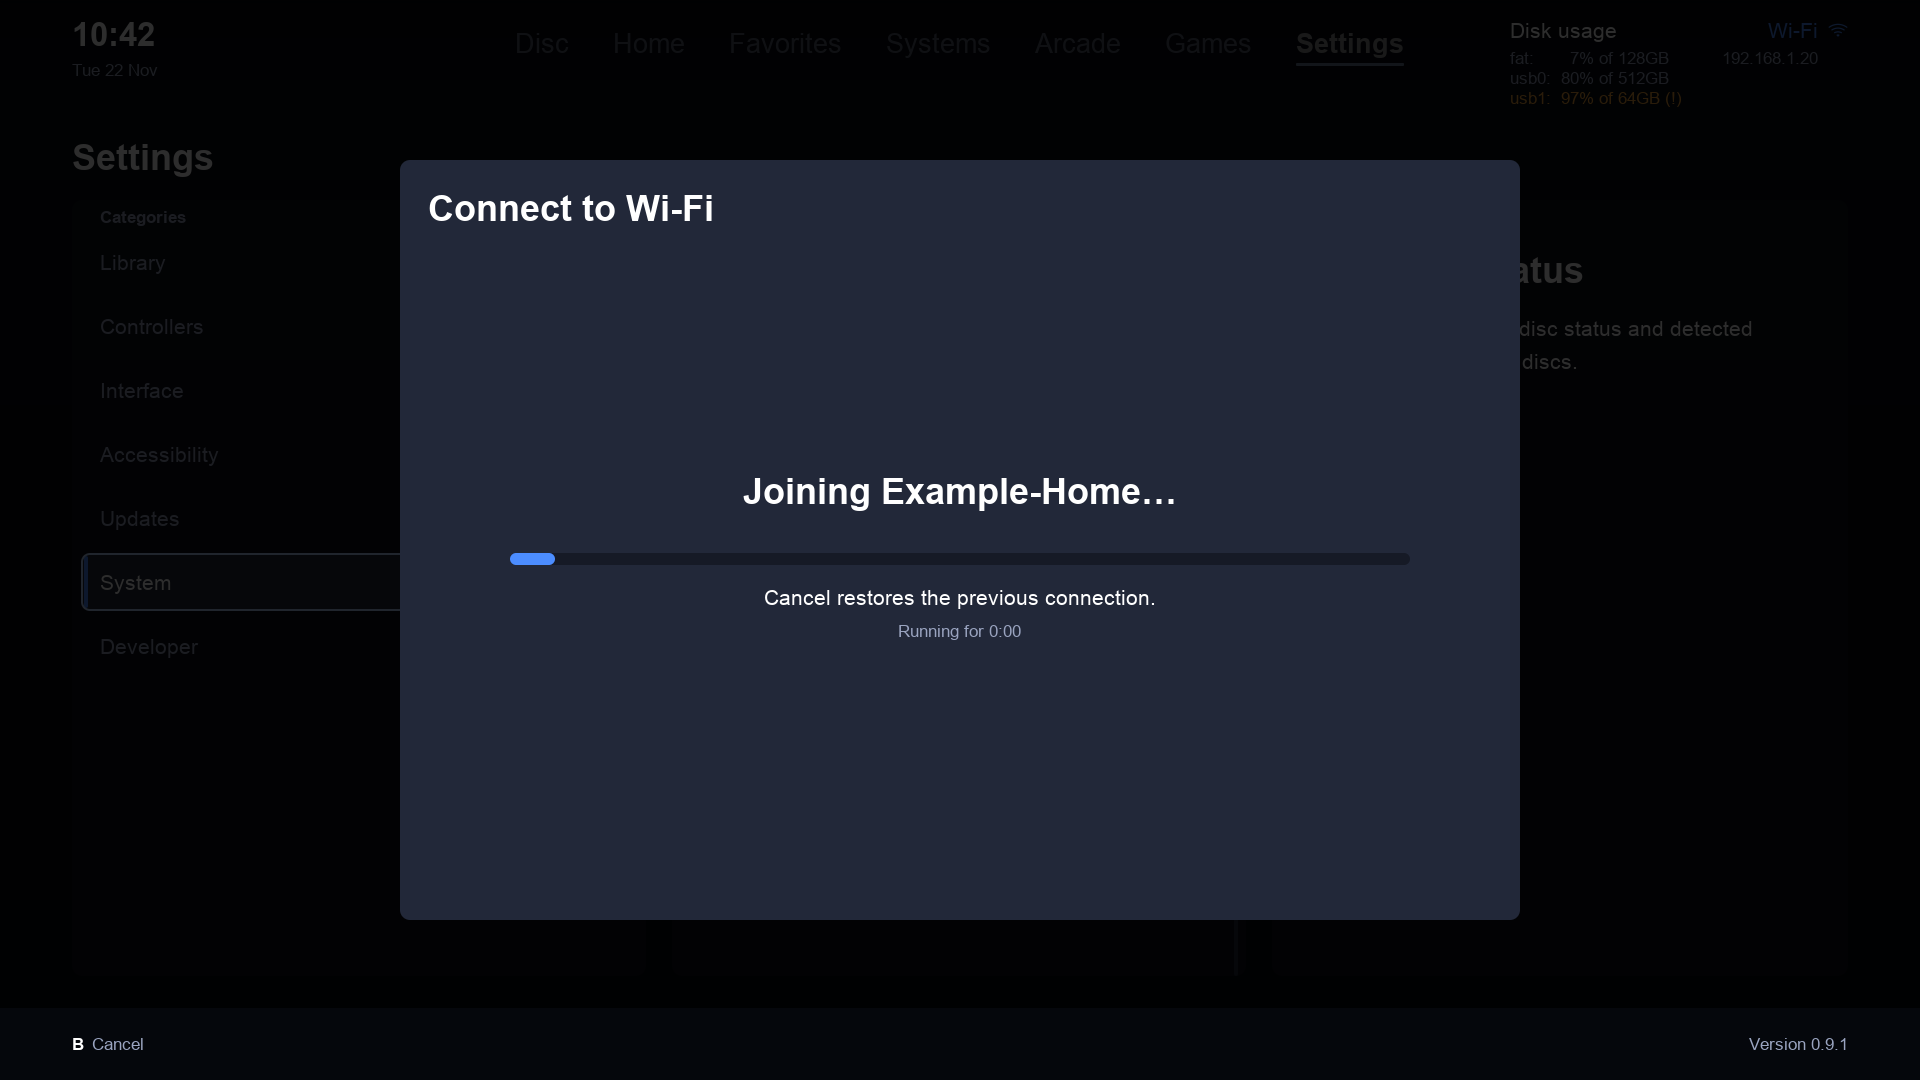 10:42
Tue 22 Nov
Disc
Home
Favorites
Systems
Arcade
Games
Settings
Disk usage
fat: 7% of 128GB
usb0: 80% of 512GB
usb1: 97% of 64GB (!)
Wi-Fi
192.168.1.20
Settings
Categories
Library
Controllers
Interface
Accessibility
Updates
System
Developer
Connect to Wi-Fi
Joining Example-Home…
Cancel restores the previous connection.
Running for 0:00
atus
disc status and detected
discs.
B Cancel
Version 0.9.1